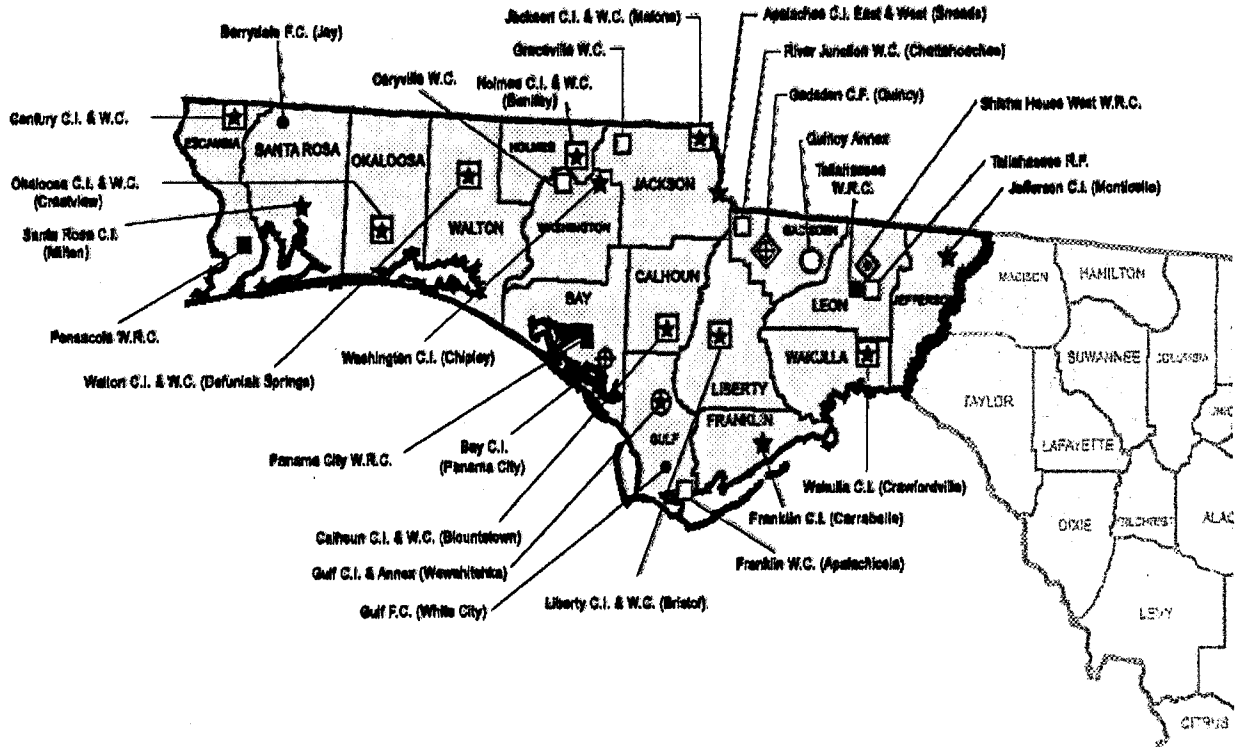 Jackson C.I. & W.C. (Malone)
Apalachee C.I. East & West (Sneads)
Berrydale F.C. (Jay)
Graceville W.C.
River Junction W.C. (Chattahoochee)
Caryville W.C.
Holmes C.I. & W.C.
(Bonifay)
Gadsden C.F. (Quincy)
Shisha House West W.R.C.
Century C.I. & W.C.
Quincy Annex
Tallahassee R.F.
Tallahassee
W.R.C.
Jefferson C.I. (Monticello)
ESCAMBIA
SANTA ROSA
OKALOOSA
HOLMES
JACKSON
Okaloosa C.I. & W.C.
(Crestview)
Santa Rosa C.I.
(Milton)
WALTON
WASHINGTON
GADSDEN
MADISON
HAMILTON
CALHOUN
BAY
LEON
JEFFERSON
Pensacola W.R.C.
Washington C.I. (Chipley)
WAKULLA
SUWANNEE
COLUMBIA
Walton C.I. & W.C. (Defuniak Springs)
LIBERTY
TAYLOR
FRANKLIN
GULF
LAFAYETTE
Panama City W.R.C.
Bay C.I.
(Panama City)
Wakulla C.I. (Crawfordville)
Franklin C.I. (Carrabelle)
DIXIE
GILCHRIST
ALAC
Calhoun C.I. & W.C. (Blountstown)
Gulf C.I. & Annex (Wewahitchka)
Franklin W.C. (Apalachicola)
Gulf F.C. (White City)
Liberty C.I. & W.C. (Bristol)
LEVY
CITRUS